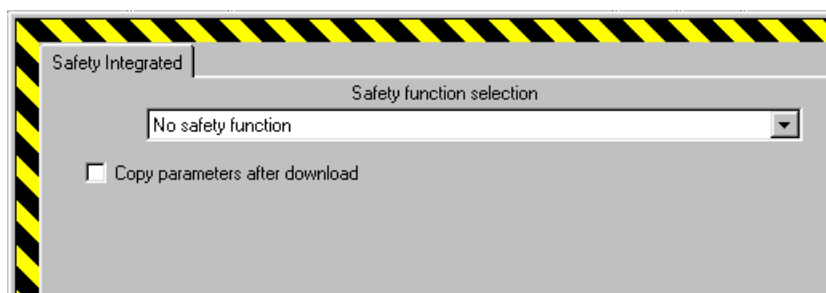 Safety Integrated
Safety function selection
No safety function
Copy parameters after download